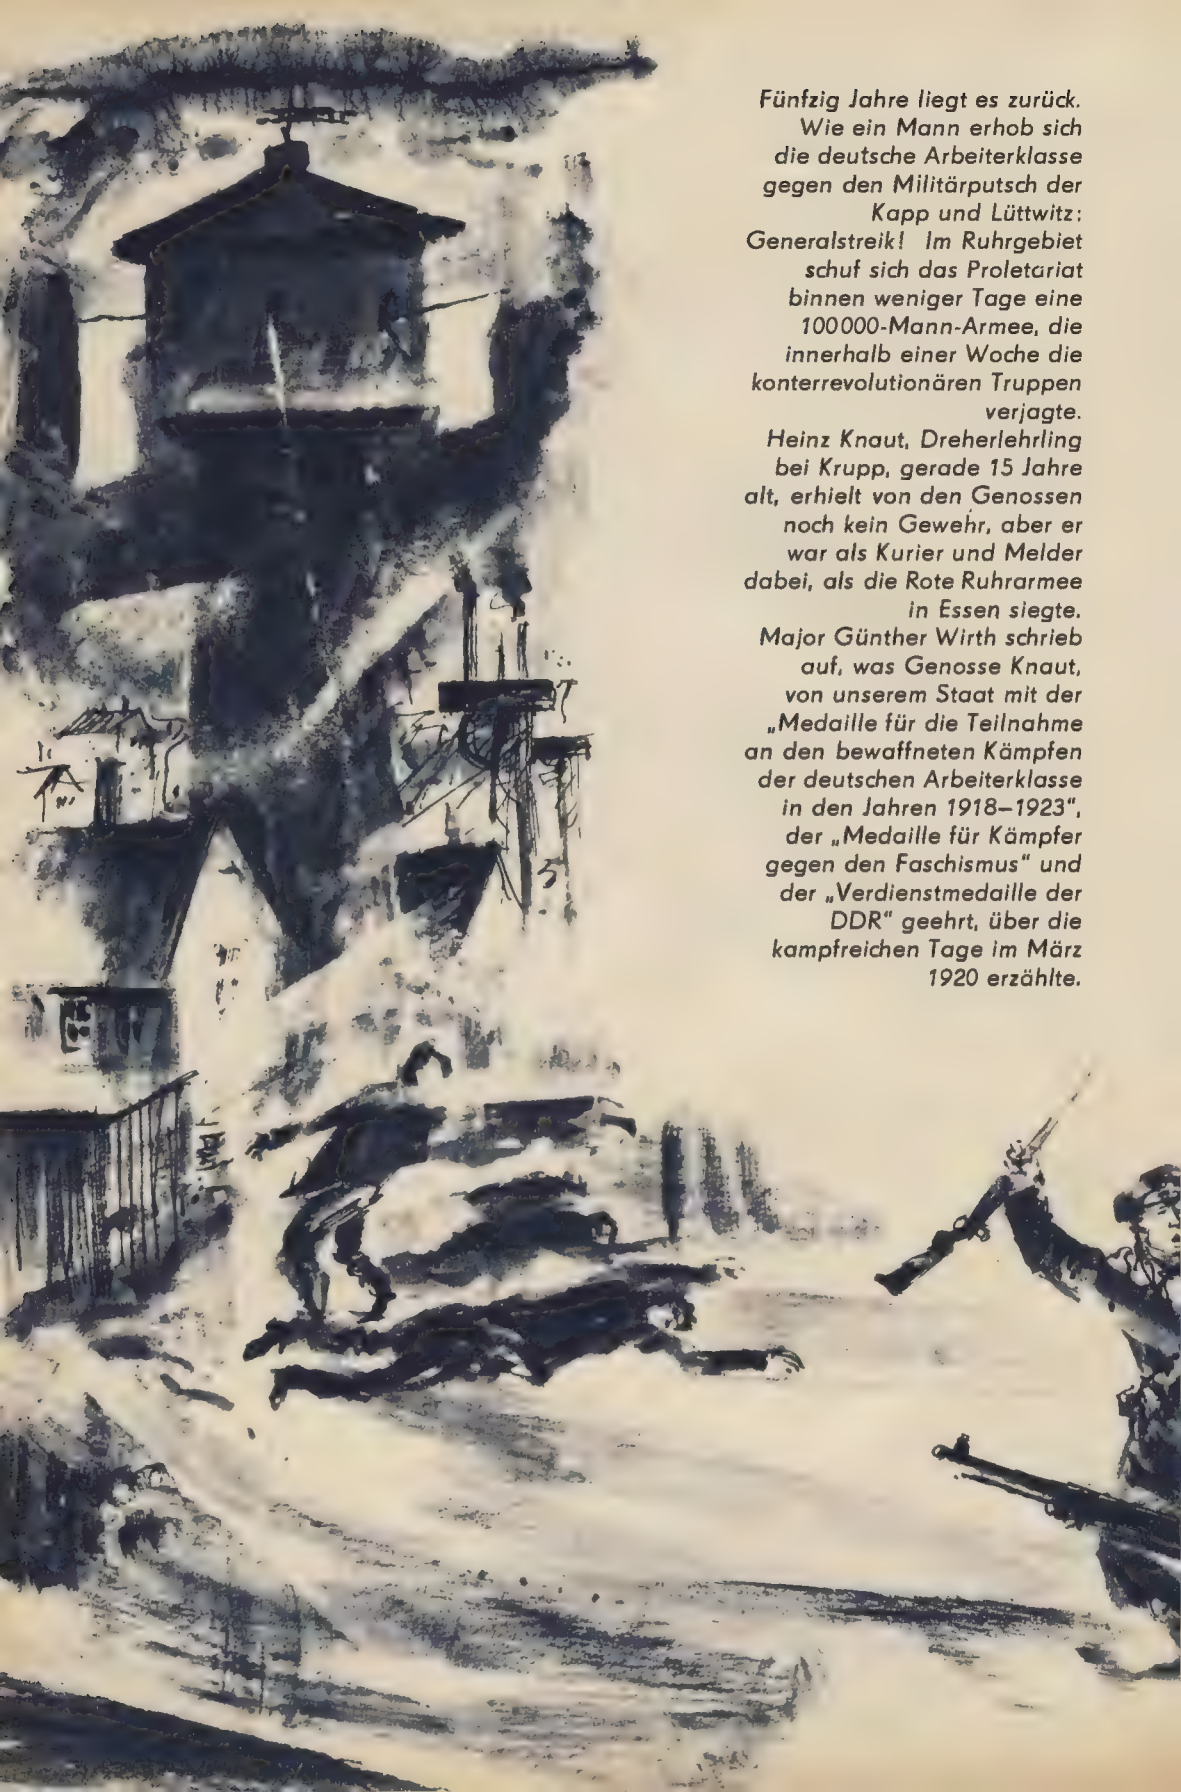 Fünfzig Jahre liegt es zurück.
Wie ein Mann erhob sich
die deutsche Arbeiterklasse
gegen den Militärputsch der
Kapp und Lüttwitz:
Generalstreik! Im Ruhrgebiet
schuf sich das Proletariat
binnen weniger Tage eine
100000-Mann-Armee, die
innerhalb einer Woche die
konterrevolutionären Truppen
verjagte.
Heinz Knaut, Dreherlehrling
bei Krupp, gerade 15 Jahre
alt, erhielt von den Genossen
noch kein Gewehr, aber er
war als Kurier und Melder
dabei, als die Rote Ruhrarmee
in Essen siegte.
Major Günther Wirth schrieb
auf, was Genosse Knaut,
von unserem Staat mit der
„Medaille für die Teilnahme
an den bewaffneten Kämpfen
der deutschen Arbeiterklasse
in den Jahren 1918–1923“,
der „Medaille für Kämpfer
gegen den Faschismus“ und
der „Verdienstmedaille der
DDR“ geehrt, über die
kampfreichen Tage im März
1920 erzählte.